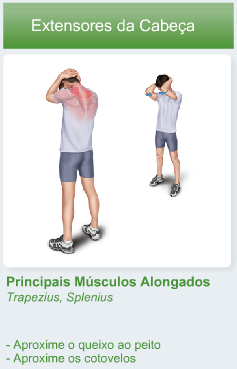 Extensores da Cabeça
Principais Músculos Alongados
Trapezius, Splenius
- Aproxime o queixo ao peito
- Aproxime os cotovelos